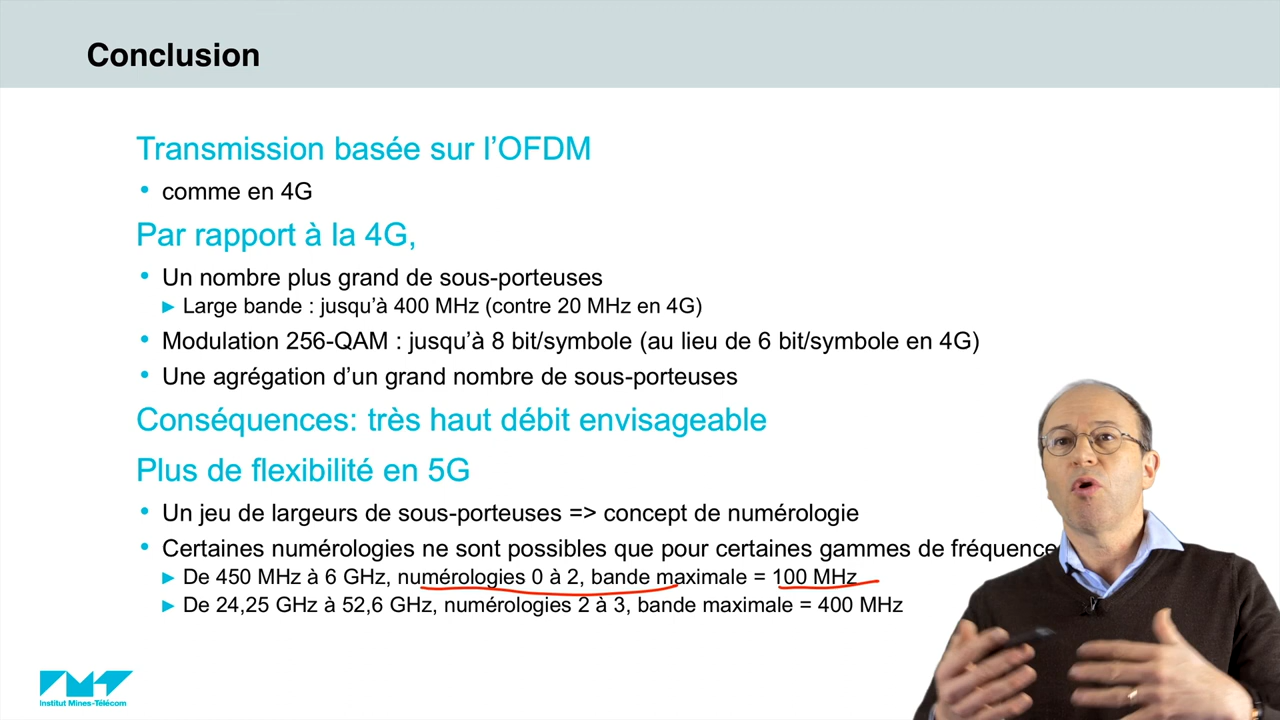 Conclusion
Transmission basée sur l’OFDM
• comme en 4G
Par rapport à la 4G,
• Un nombre plus grand de sous-porteuses
► Large bande : jusqu’à 400 MHz (contre 20 MHz en 4G)
• Modulation 256-QAM : jusqu’à 8 bit/symbole (au lieu de 6 bit/symbole en 4G)
• Une agrégation d’un grand nombre de sous-porteuses
Conséquences: très haut débit envisageable
Plus de flexibilité en 5G
• Un jeu de largeurs de sous-porteuses => concept de numérologie
• Certaines numérologies ne sont possibles que pour certaines gammes de fréquence
► De 450 MHz à 6 GHz, numérologies 0 à 2, bande maximale = 100 MHz
► De 24,25 GHz à 52,6 GHz, numérologies 2 à 3, bande maximale = 400 MHz
Institut Mines-Télécom